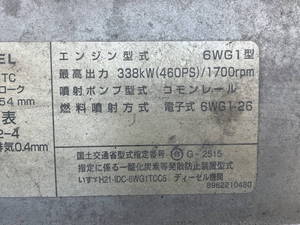 EL
TC
ローク
54 mm
表
2-4
排気0.4mm
エンジン型式 6WG1型
最高出力 338kW(460PS)/1700rpm
噴射ポンプ型式 コモンレール
燃料噴射方式 電子式 6WG1-26
国土交通省型式指定番号 G-2515
指定に係る一酸化炭素等発散防止装置型式
いすゞH21-IDC-6WG1TCC6 ディーゼル機関
8982210480